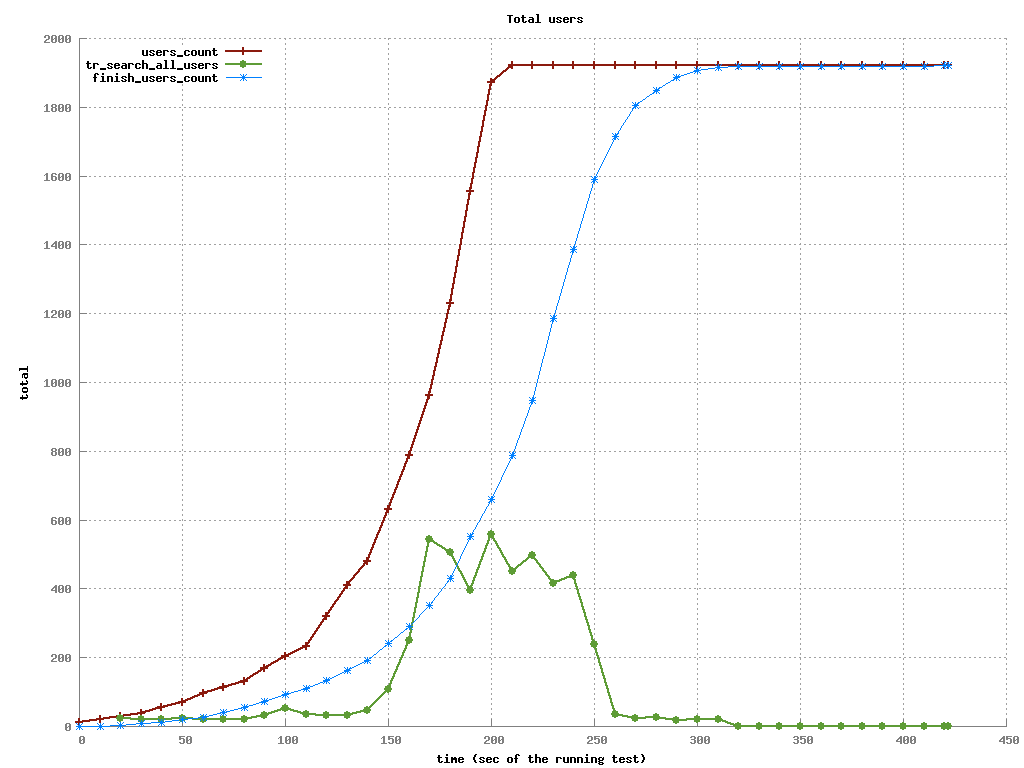 Total users
users_count
tr_search_all_users
finish_users_count
2000
1800
1600
1400
1200
1000
800
600
400
200
0
total
0 50 100 150 200 250 300 350 400 450
time (sec of the running test)